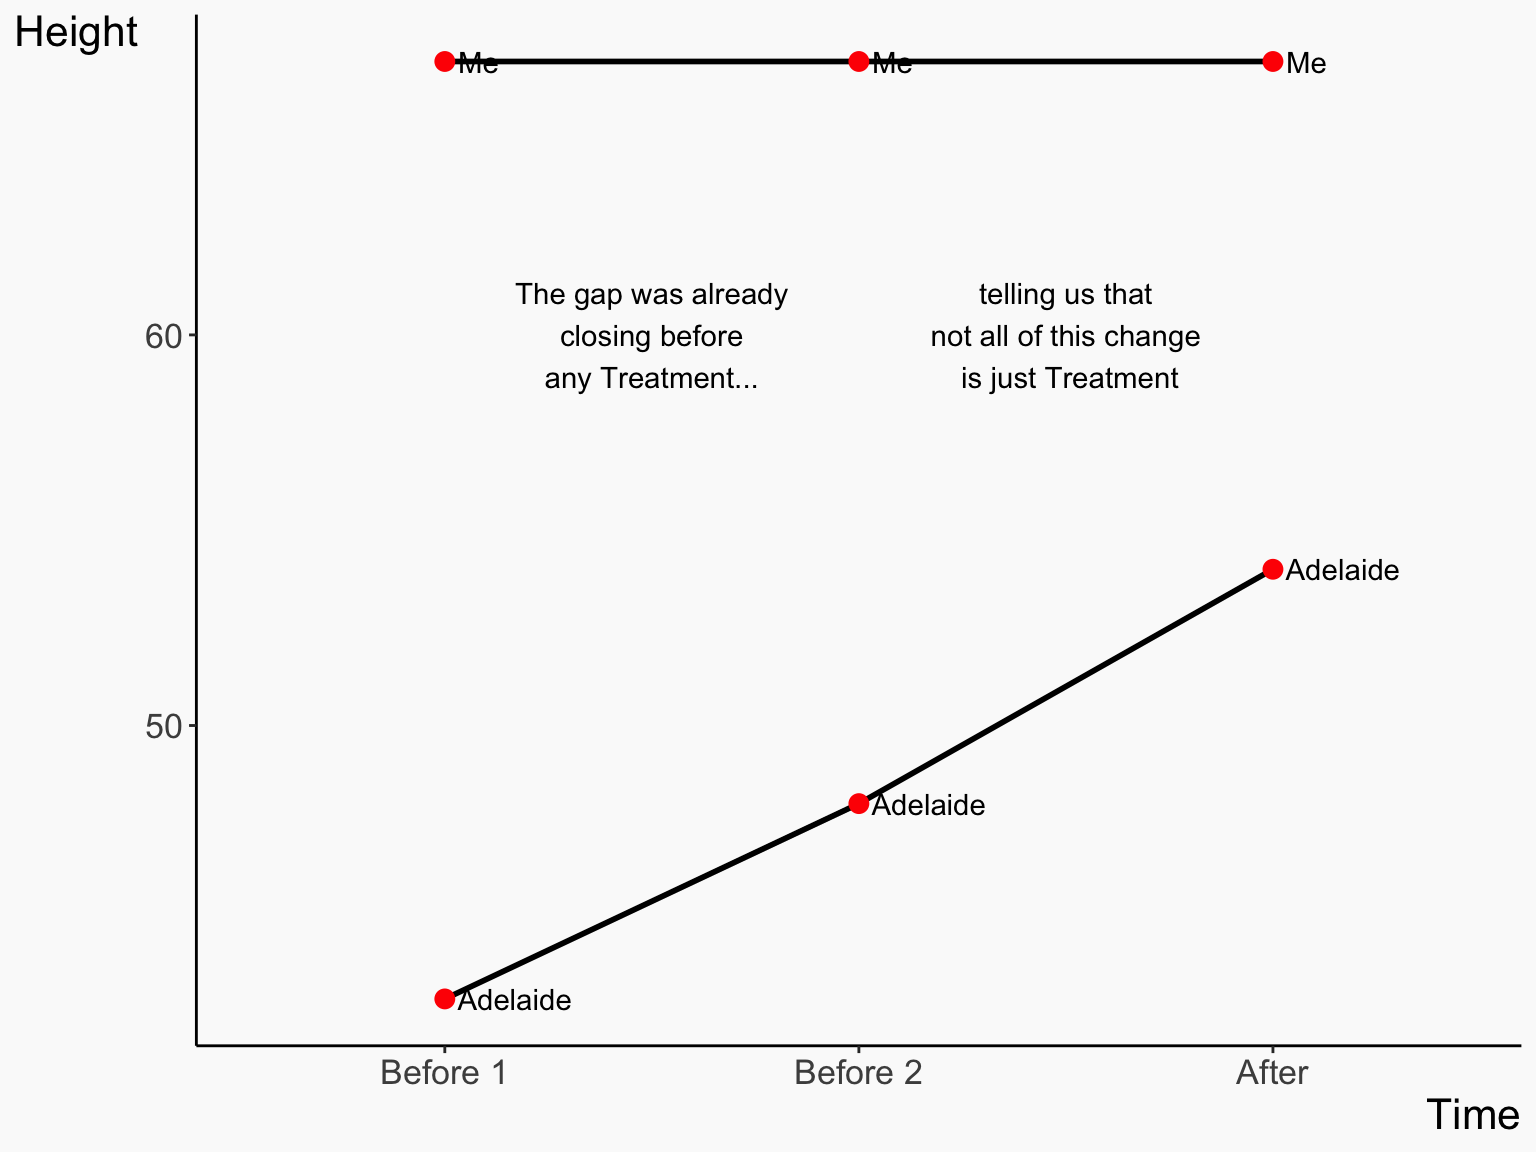 Height
Me Me Me
The gap was already
closing before
any Treatment...
telling us that
not all of this change
is just Treatment
60
Adelaide
50
Adelaide
Adelaide
Before 1 Before 2 After
Time